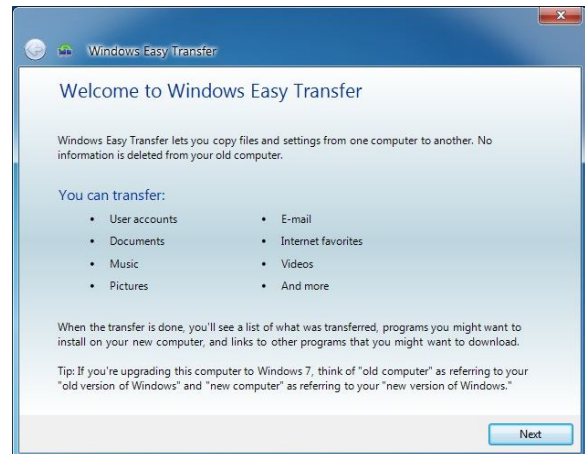 Windows Easy Transfer
Welcome to Windows Easy Transfer
Windows Easy Transfer lets you copy files and settings from one computer to another. No
information is deleted from your old computer.
You can transfer:
• User accounts
• Documents
• Music
• Pictures
• E-mail
• Internet favorites
• Videos
• And more
When the transfer is done, you'll see a list of what was transferred, programs you might want to
install on your new computer, and links to other programs that you might want to download.
Tip: If you're upgrading this computer to Windows 7, think of "old computer" as referring to your
"old version of Windows" and "new computer" as referring to your "new version of Windows."
Next